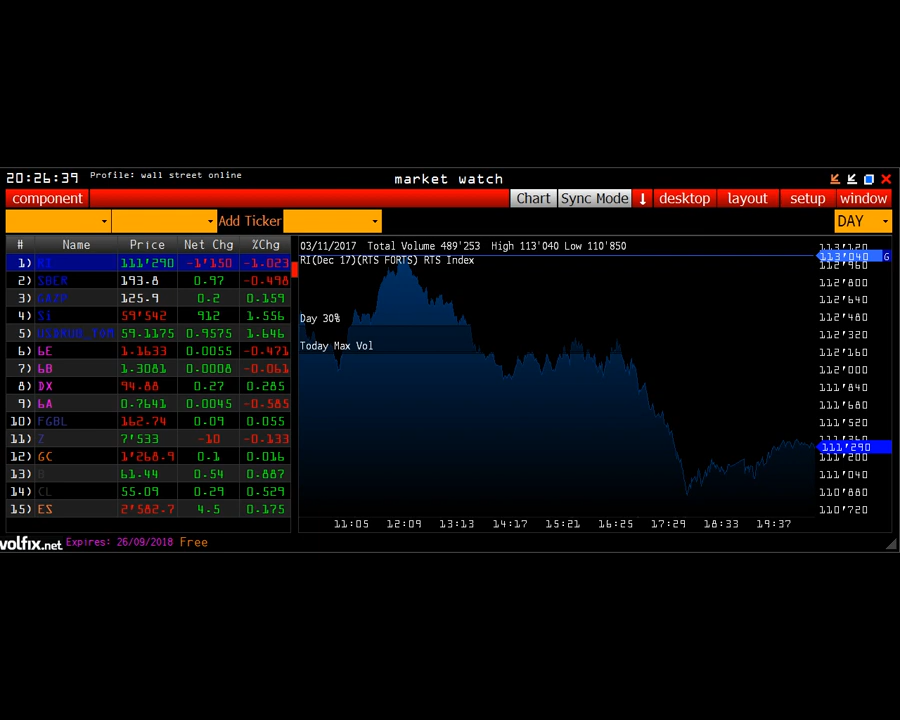 20:26:39 Profile: wall street online market watch
component Chart Sync Mode ↓ desktop layout setup window
Add Ticker DAY
# Name Price Net Chg %Chg
1) RI 111'290 -1'150 -1.023
2) SBER 193.8 0.97 -0.498
3) GAZP 125.9 0.2 0.159
4) Si 59'542 912 1.556
5) USDRUB_TOM 59.1175 0.9575 1.646
6) 6E 1.1633 0.0055 -0.471
7) 6B 1.3081 0.0008 -0.061
8) DX 94.88 0.27 0.285
9) 6A 0.7641 0.0045 -0.585
10) FGBL 162.74 0.09 0.055
11) Z 7'533 -10 -0.133
12) GC 1'268.9 0.1 0.016
13) B 61.44 0.54 0.887
14) CL 55.09 0.29 0.529
15) ES 2'582.7 4.5 0.175
03/11/2017 Total Volume 489'253 High 113'040 Low 110'850
RI(Dec 17)(RTS FORTS) RTS Index
Day 30%
Today Max Vol
113'120
113'040 G
112'960
112'800
112'640
112'480
112'320
112'160
112'000
111'840
111'680
111'520
111'360
111'290
111'200
111'040
110'880
110'720
11:05 12:09 13:13 14:17 15:21 16:25 17:29 18:33 19:37
volfix.net Expires: 26/09/2018 Free